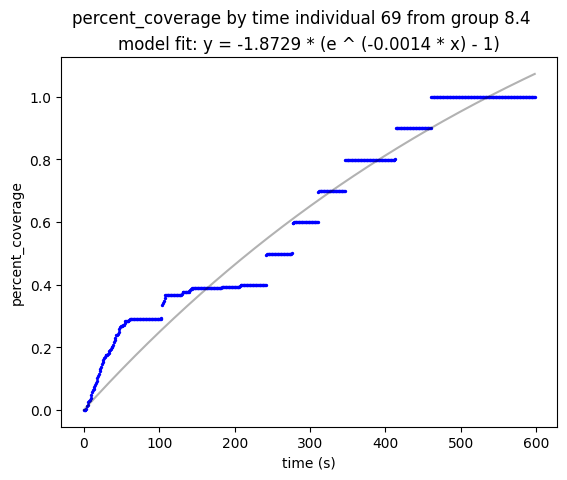 percent_coverage by time individual 69 from group 8.4
model fit: y = -1.8729 * (e ^ (-0.0014 * x) - 1)
percent_coverage
1.0
0.8
0.6
0.4
0.2
0.0
0 100 200 300 400 500 600
time (s)